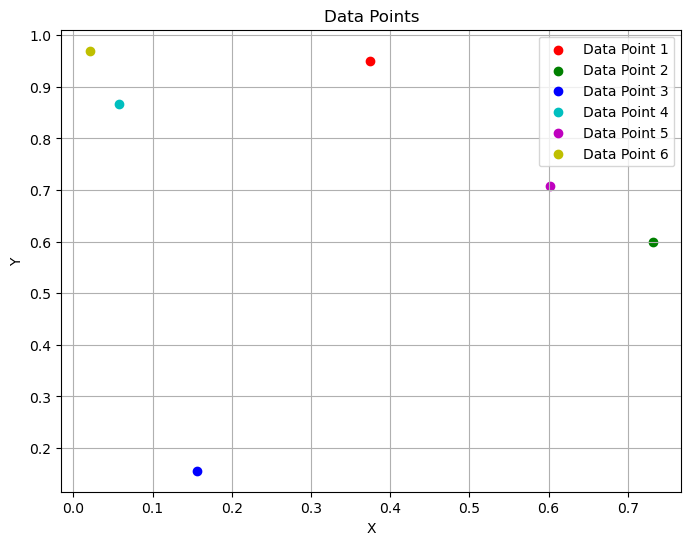 Data Points
1.0
0.9
0.8
0.7
0.6
0.5
0.4
0.3
0.2
Y
Data Point 1
Data Point 2
Data Point 3
Data Point 4
Data Point 5
Data Point 6
0.0 0.1 0.2 0.3 0.4 0.5 0.6 0.7
X